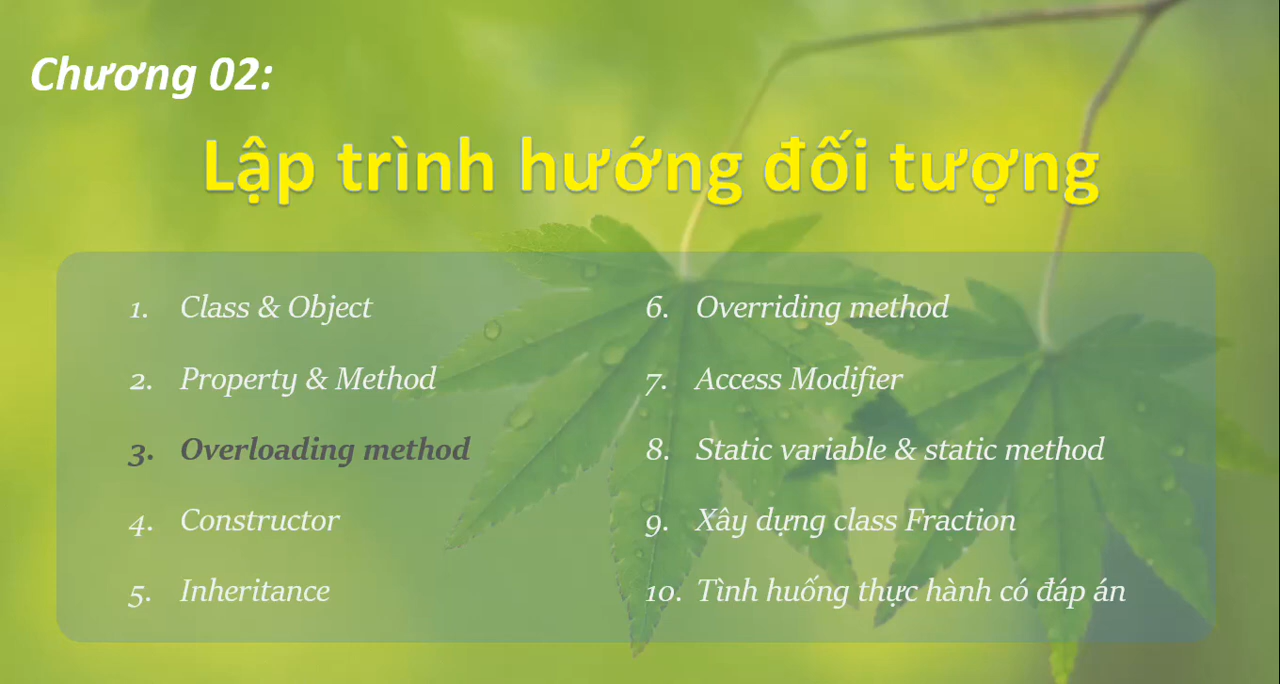 Chương 02:
Lập trình hướng đối tượng
1. Class & Object
2. Property & Method
3. Overloading method
4. Constructor
5. Inheritance
6. Overriding method
7. Access Modifier
8. Static variable & static method
9. Xây dựng class Fraction
10. Tình huống thực hành có đáp án